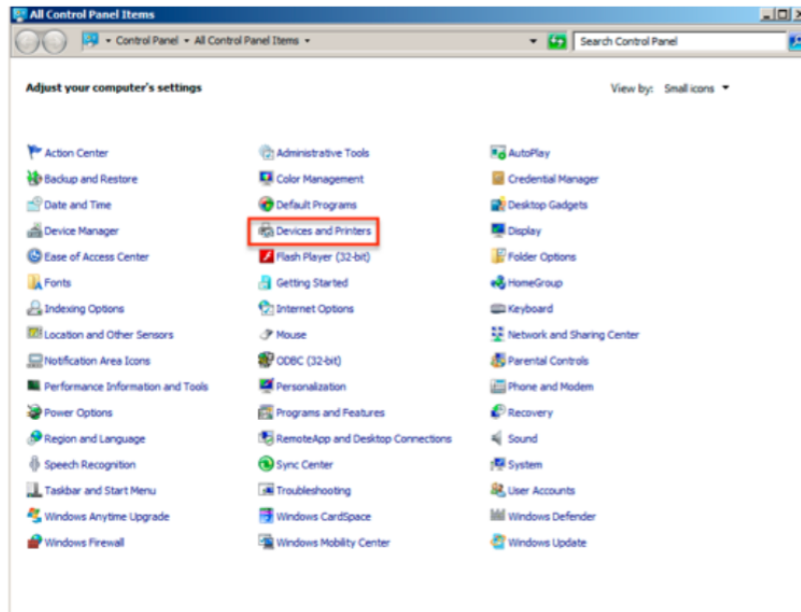 All Control Panel Items
Control Panel All Control Panel Items Search Control Panel
Adjust your computer's settings View by: Small icons
Action Center Administrative Tools AutoPlay
Backup and Restore Color Management Credential Manager
Date and Time Default Programs Desktop Gadgets
Device Manager Devices and Printers Display
Ease of Access Center Flash Player (32-bit) Folder Options
Fonts Getting Started HomeGroup
Indexing Options Internet Options Keyboard
Location and Other Sensors Mouse Network and Sharing Center
Notification Area Icons ODBC (32-bit) Parental Controls
Performance Information and Tools Personalization Phone and Modem
Power Options Programs and Features Recovery
Region and Language RemoteApp and Desktop Connections Sound
Speech Recognition Sync Center System
Taskbar and Start Menu Troubleshooting User Accounts
Windows Anytime Upgrade Windows CardSpace Windows Defender
Windows Firewall Windows Mobility Center Windows Update